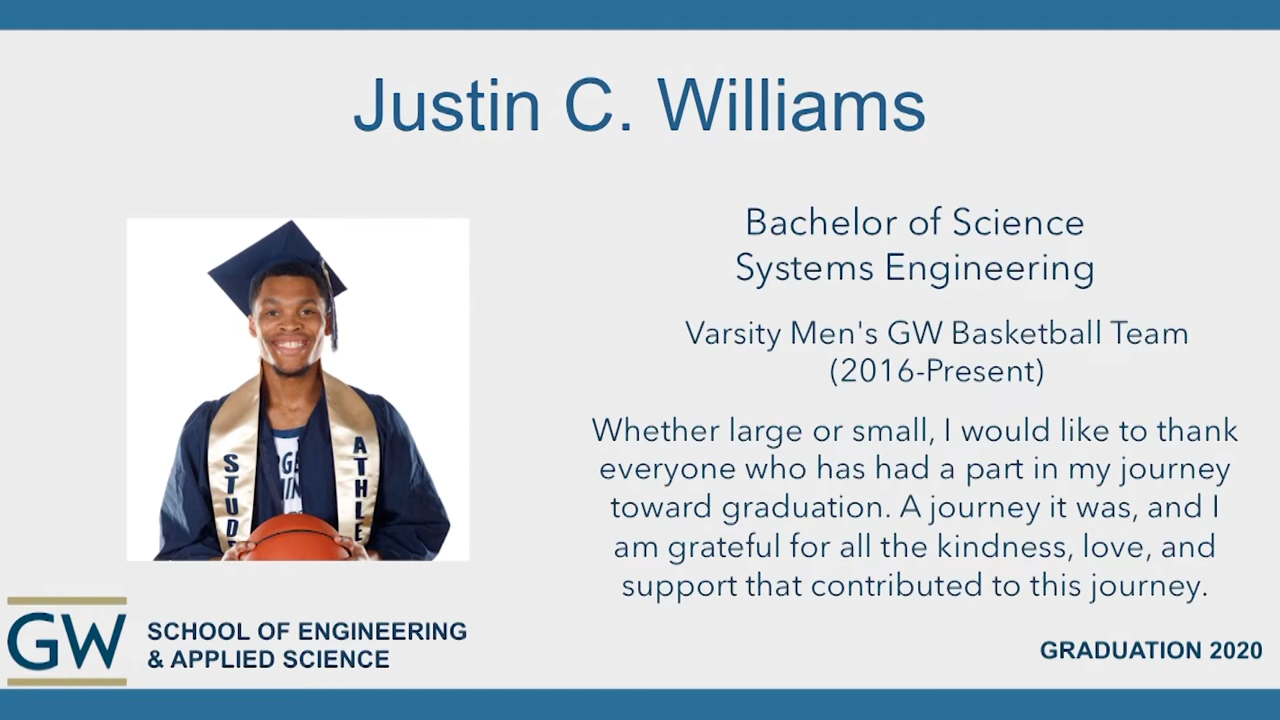 Justin C. Williams
Bachelor of Science
Systems Engineering
Varsity Men's GW Basketball Team
(2016-Present)
Whether large or small, I would like to thank
everyone who has had a part in my journey
toward graduation. A journey it was, and I
am grateful for all the kindness, love, and
support that contributed to this journey.
STUD
ATHLE
GW
SCHOOL OF ENGINEERING
& APPLIED SCIENCE
GRADUATION 2020